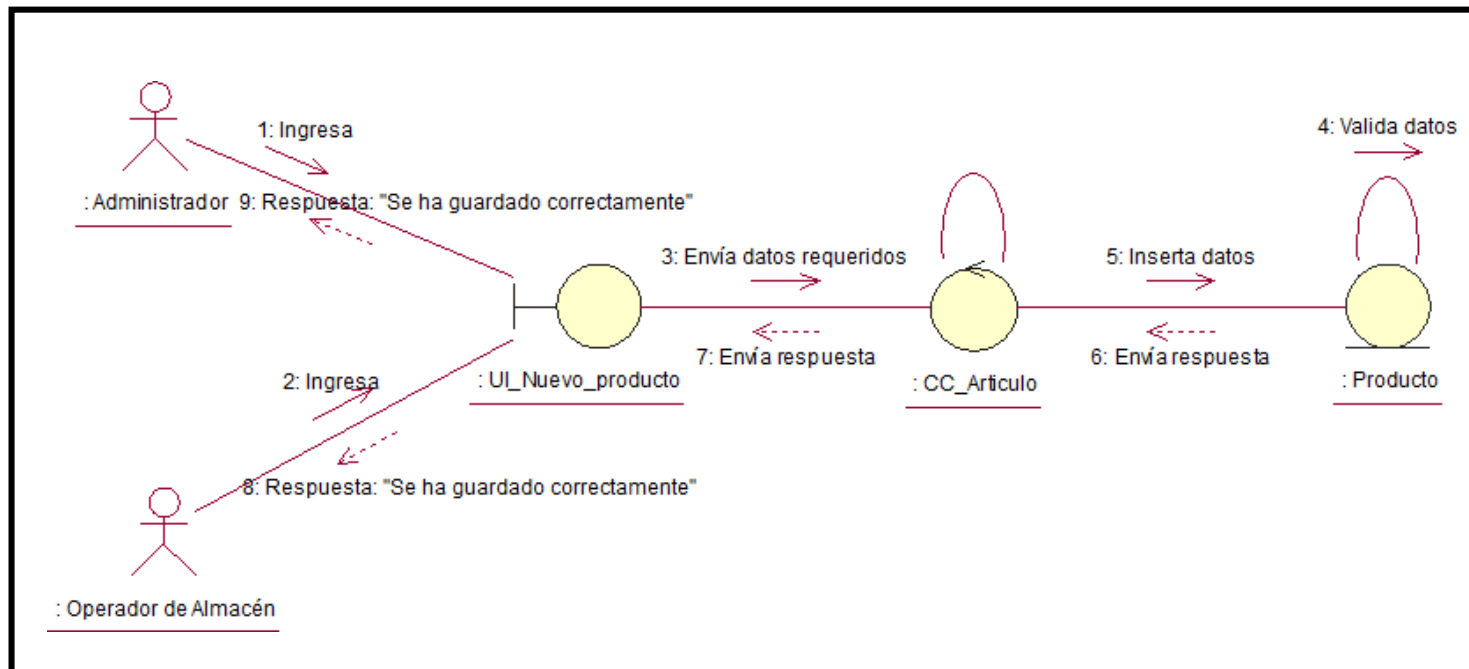 4: Valida datos
1: Ingresa
: Administrador
9: Respuesta: "Se ha guardado correctamente"
3: Envía datos requeridos
5: Inserta datos
7: Envía respuesta
6: Envía respuesta
2: Ingresa
: UI_Nuevo_producto
: CC_Articulo
: Producto
8: Respuesta: "Se ha guardado correctamente"
: Operador de Almacén